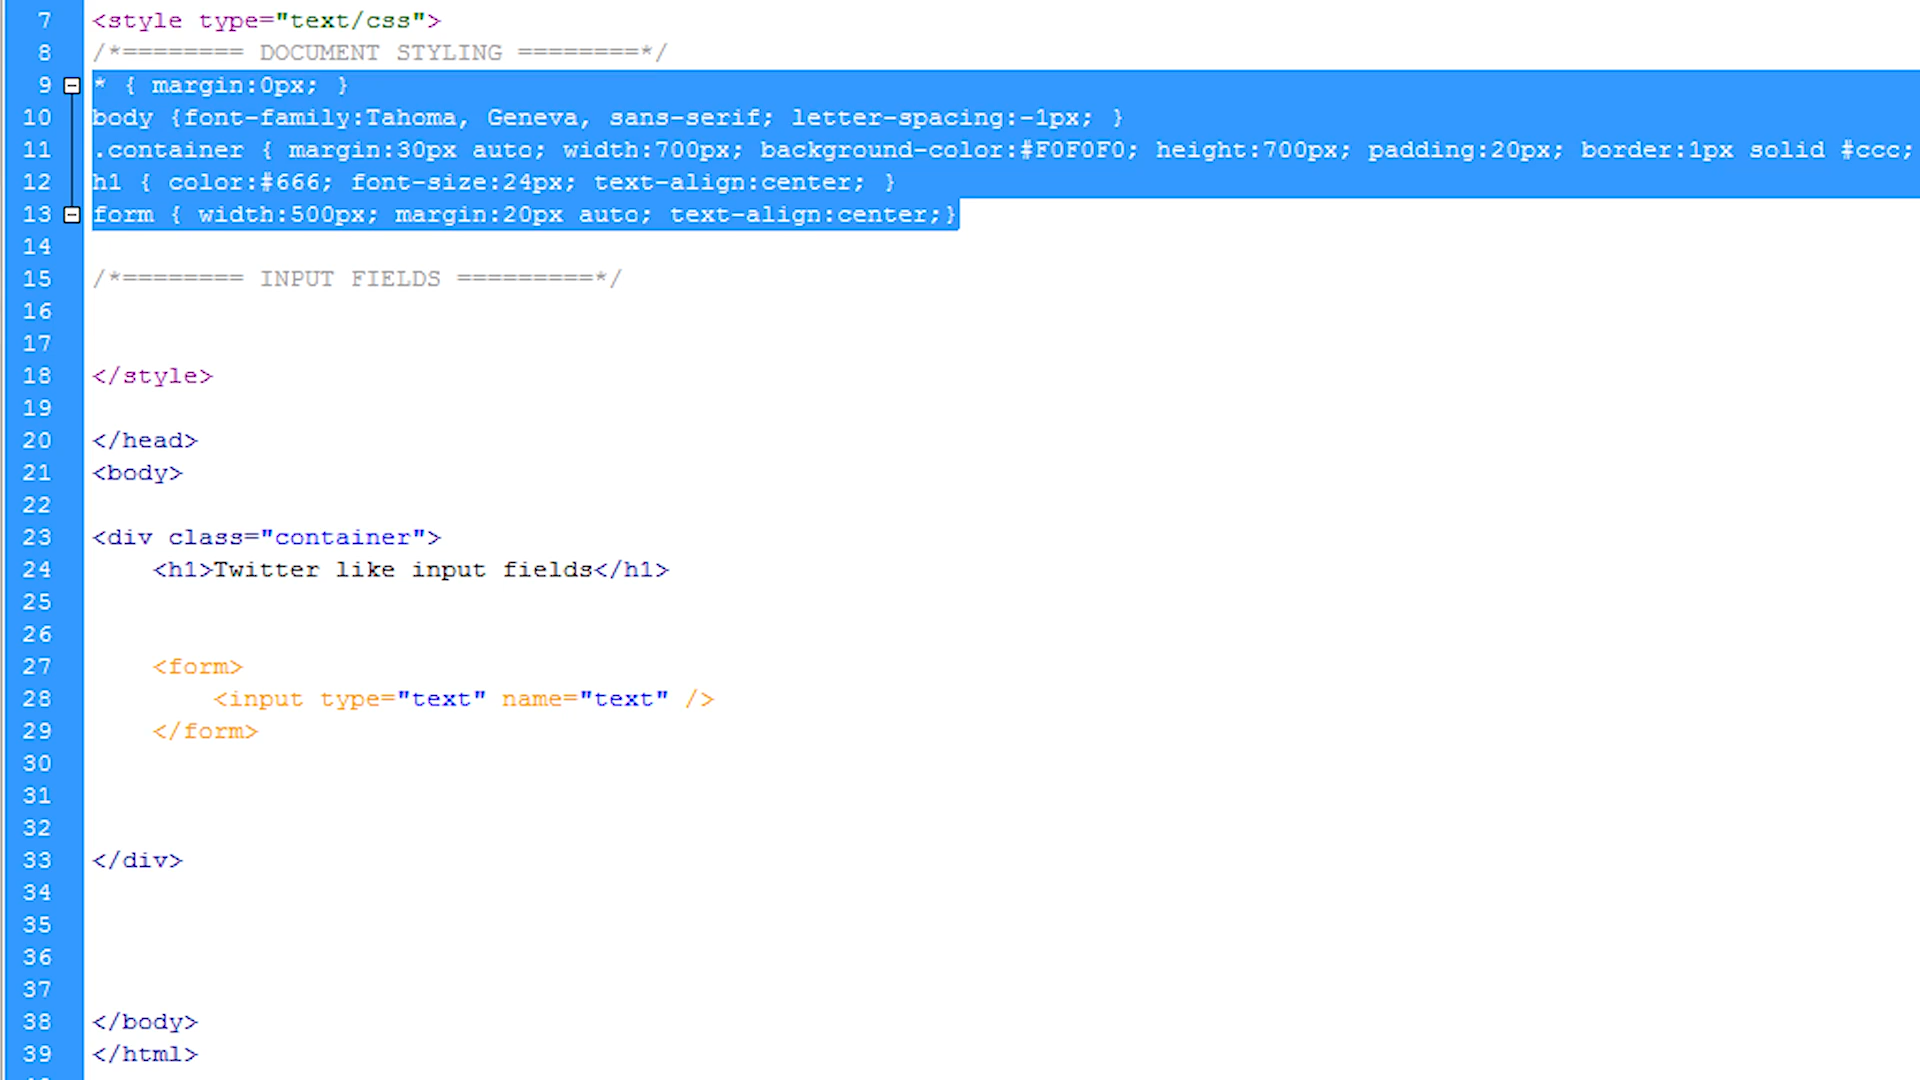 7 <style type="text/css">
8 /*======== DOCUMENT STYLING ========*/
9 * { margin:0px; }
10 body {font-family:Tahoma, Geneva, sans-serif; letter-spacing:-1px; }
11 .container { margin:30px auto; width:700px; background-color:#F0F0F0; height:700px; padding:20px; border:1px solid #ccc;
12 h1 { color:#666; font-size:24px; text-align:center; }
13 form { width:500px; margin:20px auto; text-align:center;}
14
15 /*======== INPUT FIELDS =========*/
16
17
18 </style>
19
20 </head>
21 <body>
22
23 <div class="container">
24     <h1>Twitter like input fields</h1>
25
26
27     <form>
28         <input type="text" name="text" />
29     </form>
30
31
32
33 </div>
34
35
36
37
38 </body>
39 </html>